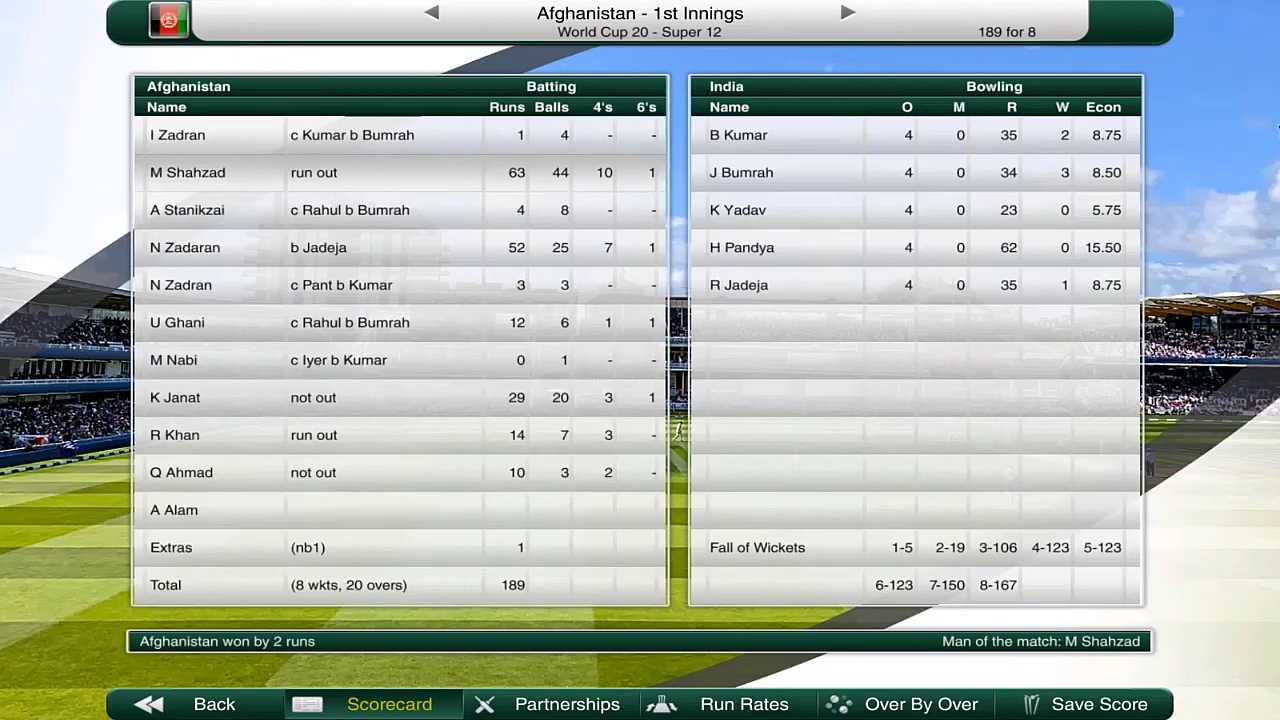 Afghanistan - 1st Innings
World Cup 20 - Super 12 189 for 8
Afghanistan Batting
Name Runs Balls 4's 6's
I Zadran c Kumar b Bumrah 1 4 - -
M Shahzad run out 63 44 10 1
A Stanikzai c Rahul b Bumrah 4 8 - -
N Zadaran b Jadeja 52 25 7 1
N Zadran c Pant b Kumar 3 3 - -
U Ghani c Rahul b Bumrah 12 6 1 1
M Nabi c Iyer b Kumar 0 1 - -
K Janat not out 29 20 3 1
R Khan run out 14 7 3 -
Q Ahmad not out 10 3 2 -
A Alam
Extras (nb1) 1
Total (8 wkts, 20 overs) 189
India Bowling
Name O M R W Econ
B Kumar 4 0 35 2 8.75
J Bumrah 4 0 34 3 8.50
K Yadav 4 0 23 0 5.75
H Pandya 4 0 62 0 15.50
R Jadeja 4 0 35 1 8.75
Fall of Wickets 1-5 2-19 3-106 4-123 5-123
6-123 7-150 8-167
Afghanistan won by 2 runs Man of the match: M Shahzad
Back Scorecard Partnerships Run Rates Over By Over Save Score